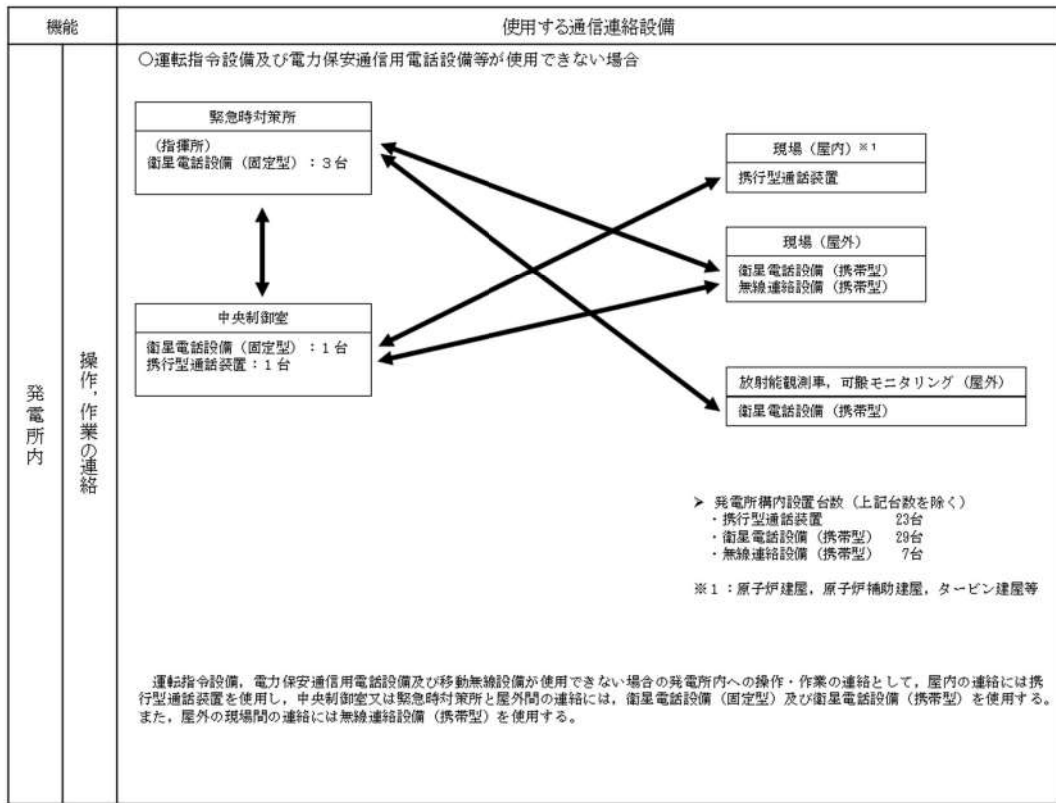 機能
使用する通信連絡設備
発電所内
操作，作業の連絡
○運転指令設備及び電力保安通信用電話設備等が使用できない場合
緊急時対策所
（指揮所）
衛星電話設備（固定型）：３台
中央制御室
衛星電話設備（固定型）：１台
携行型通話装置：１台
現場（屋内）※１
携行型通話装置
現場（屋外）
衛星電話設備（携帯型）
無線連絡設備（携帯型）
放射能観測車，可搬モニタリング（屋外）
衛星電話設備（携帯型）
➤ 発電所構内設置台数（上記台数を除く）
・携行型通話装置 23台
・衛星電話設備（携帯型） 29台
・無線連絡設備（携帯型） 7台
※１：原子炉建屋，原子炉補助建屋，タービン建屋等
運転指令設備，電力保安通信用電話設備及び移動無線設備が使用できない場合の発電所内への操作・作業の連絡として，屋内の連絡には携
行型通話装置を使用し，中央制御室又は緊急時対策所と屋外間の連絡には，衛星電話設備（固定型）及び衛星電話設備（携帯型）を使用する。
また，屋外の現場間の連絡には無線連絡設備（携帯型）を使用する。